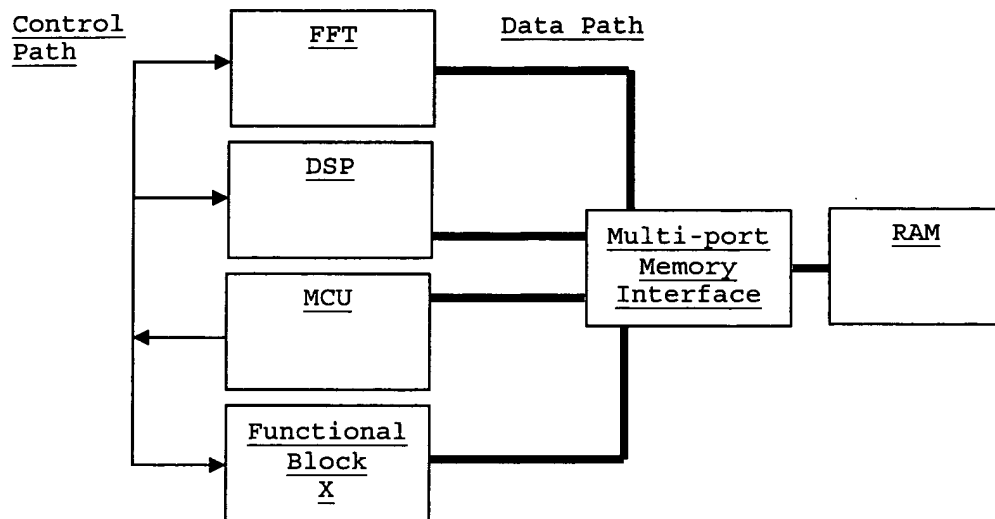 Control
Path
FFT
Data Path
DSP
Multi-port
Memory
Interface
RAM
MCU
Functional
Block
X